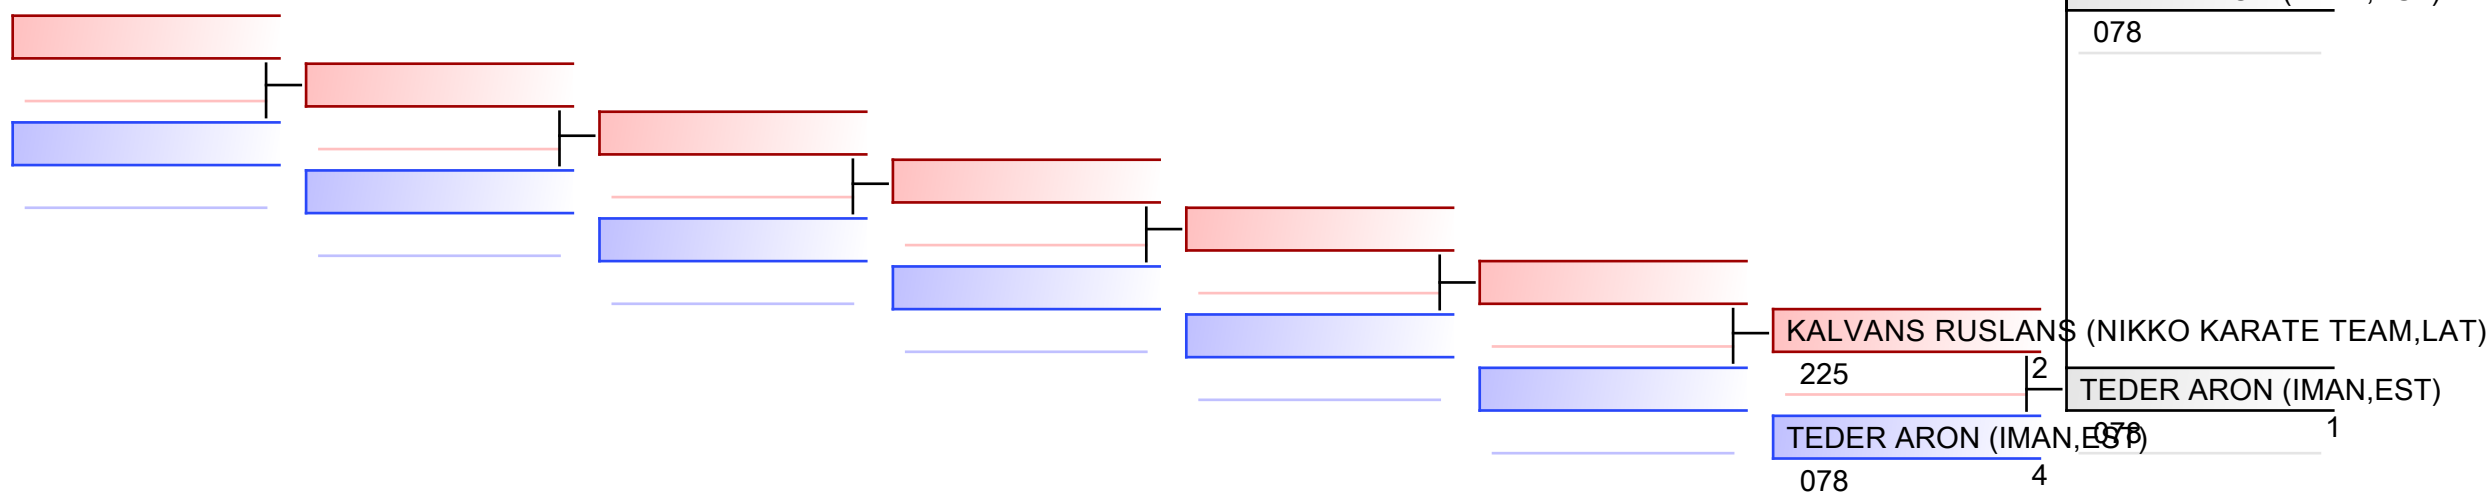 078
KALVANS RUSLANS (NIKKO KARATE TEAM,LAT)
225
2
TEDER ARON (IMAN,EST)
078
1
TEDER ARON (IMAN,EST)
078
4